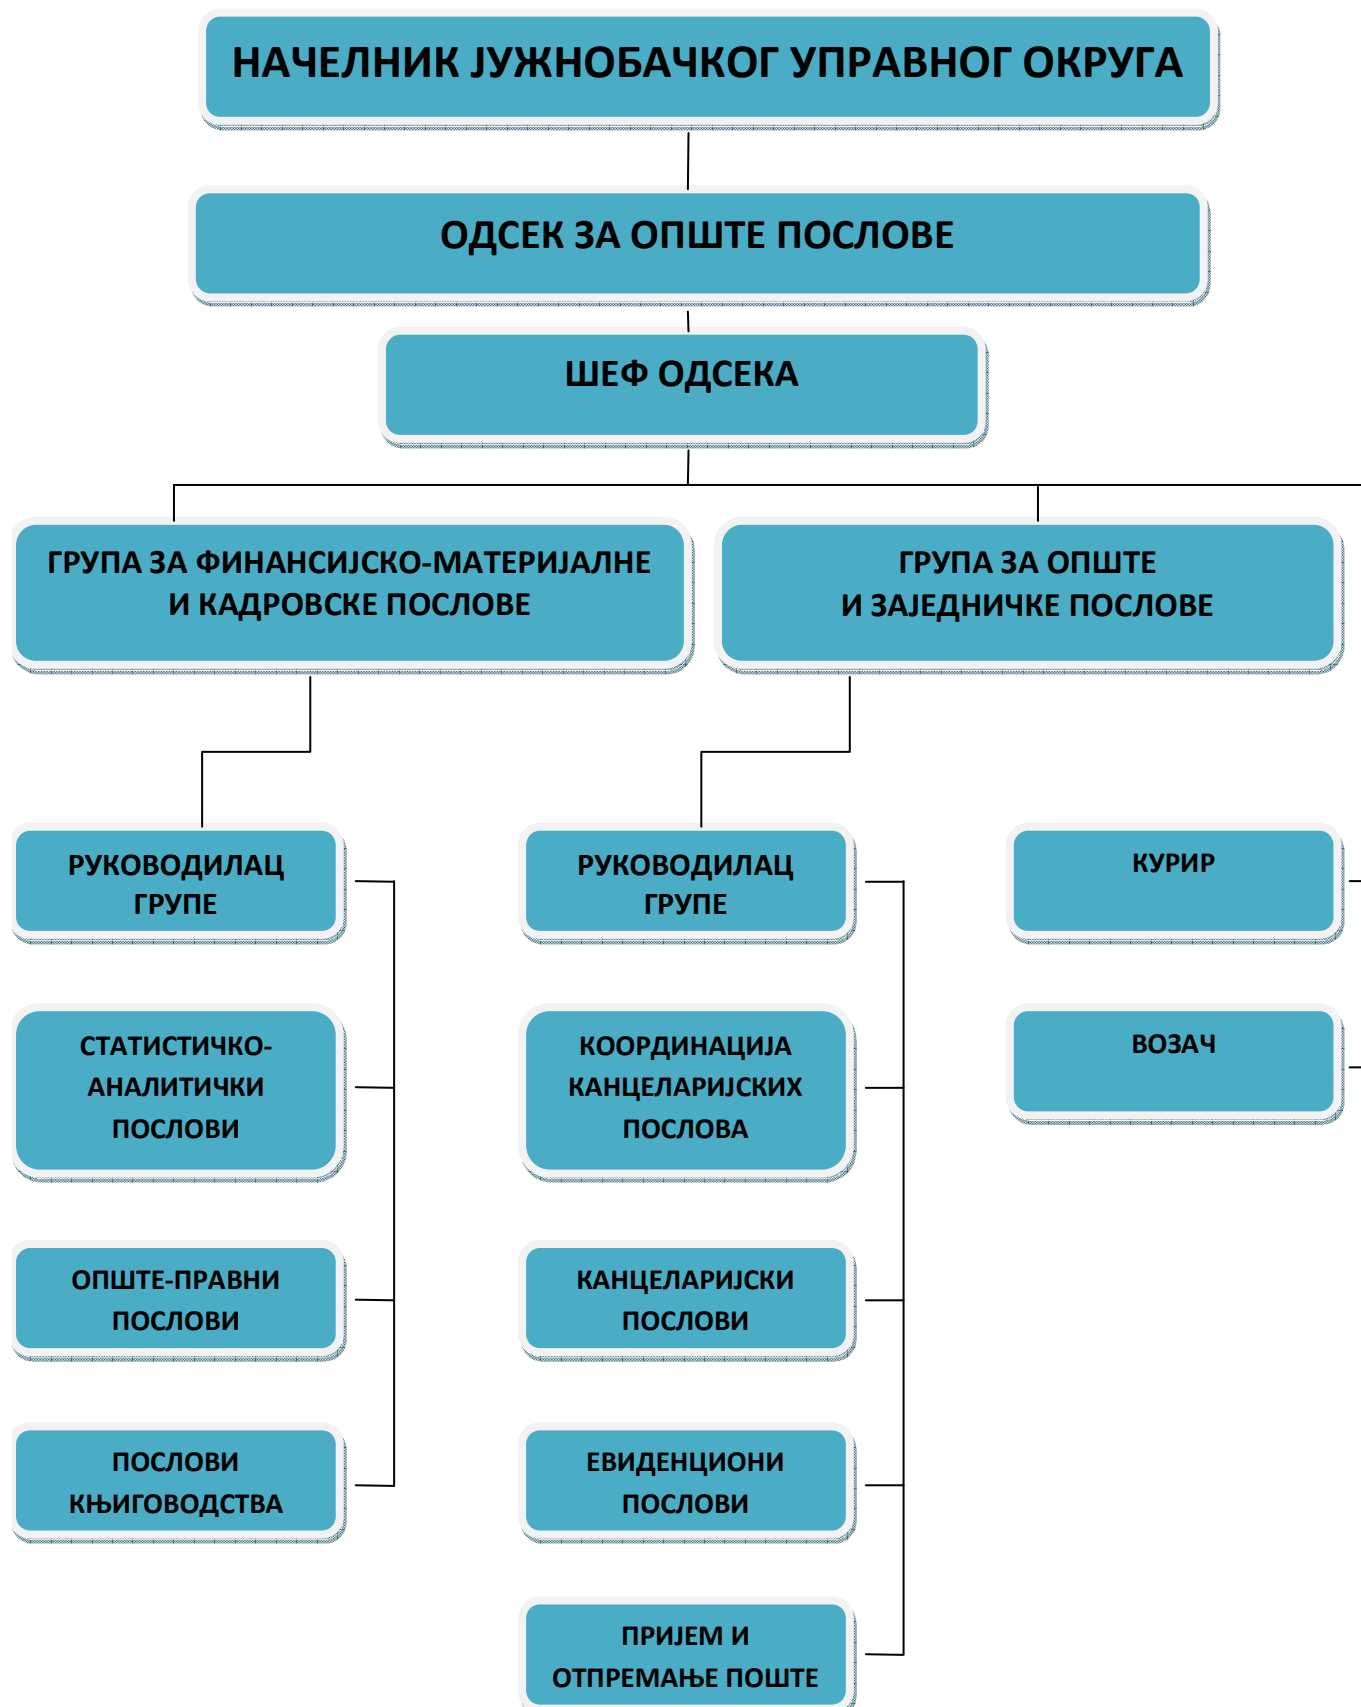 НАЧЕЛНИК ЈУЖНОБАЧКОГ УПРАВНОГ ОКРУГА
ОДСЕК ЗА ОПШТЕ ПОСЛОВЕ
ШЕФ ОДСЕКА
ГРУПА ЗА ФИНАНСИЈСКО-МАТЕРИЈАЛНЕ
И КАДРОВСКЕ ПОСЛОВЕ
ГРУПА ЗА ОПШТЕ
И ЗАЈЕДНИЧКЕ ПОСЛОВЕ
РУКОВОДИЛАЦ
ГРУПЕ
РУКОВОДИЛАЦ
ГРУПЕ
КУРИР
СТАТИСТИЧКО-
АНАЛИТИЧКИ
ПОСЛОВИ
КООРДИНАЦИЈА
КАНЦЕЛАРИЈСКИХ
ПОСЛОВА
ВОЗАЧ
ОПШТЕ-ПРАВНИ
ПОСЛОВИ
КАНЦЕЛАРИЈСКИ
ПОСЛОВИ
ПОСЛОВИ
КЊИГОВОДСТВА
ЕВИДЕНЦИОНИ
ПОСЛОВИ
ПРИЈЕМ И
ОТПРЕМАЊЕ ПОШТЕ